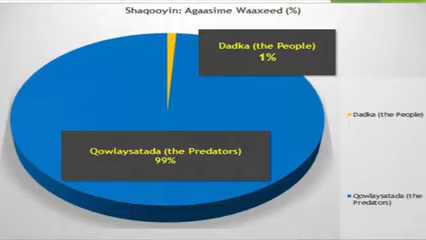 Shaqooyin: Agaasime Waaxeed (%)
Dadka (the People)
1%
Qowlaysatada (the Predators)
99%
Dadka (the People)
Qowlaysatada (the
Predators)